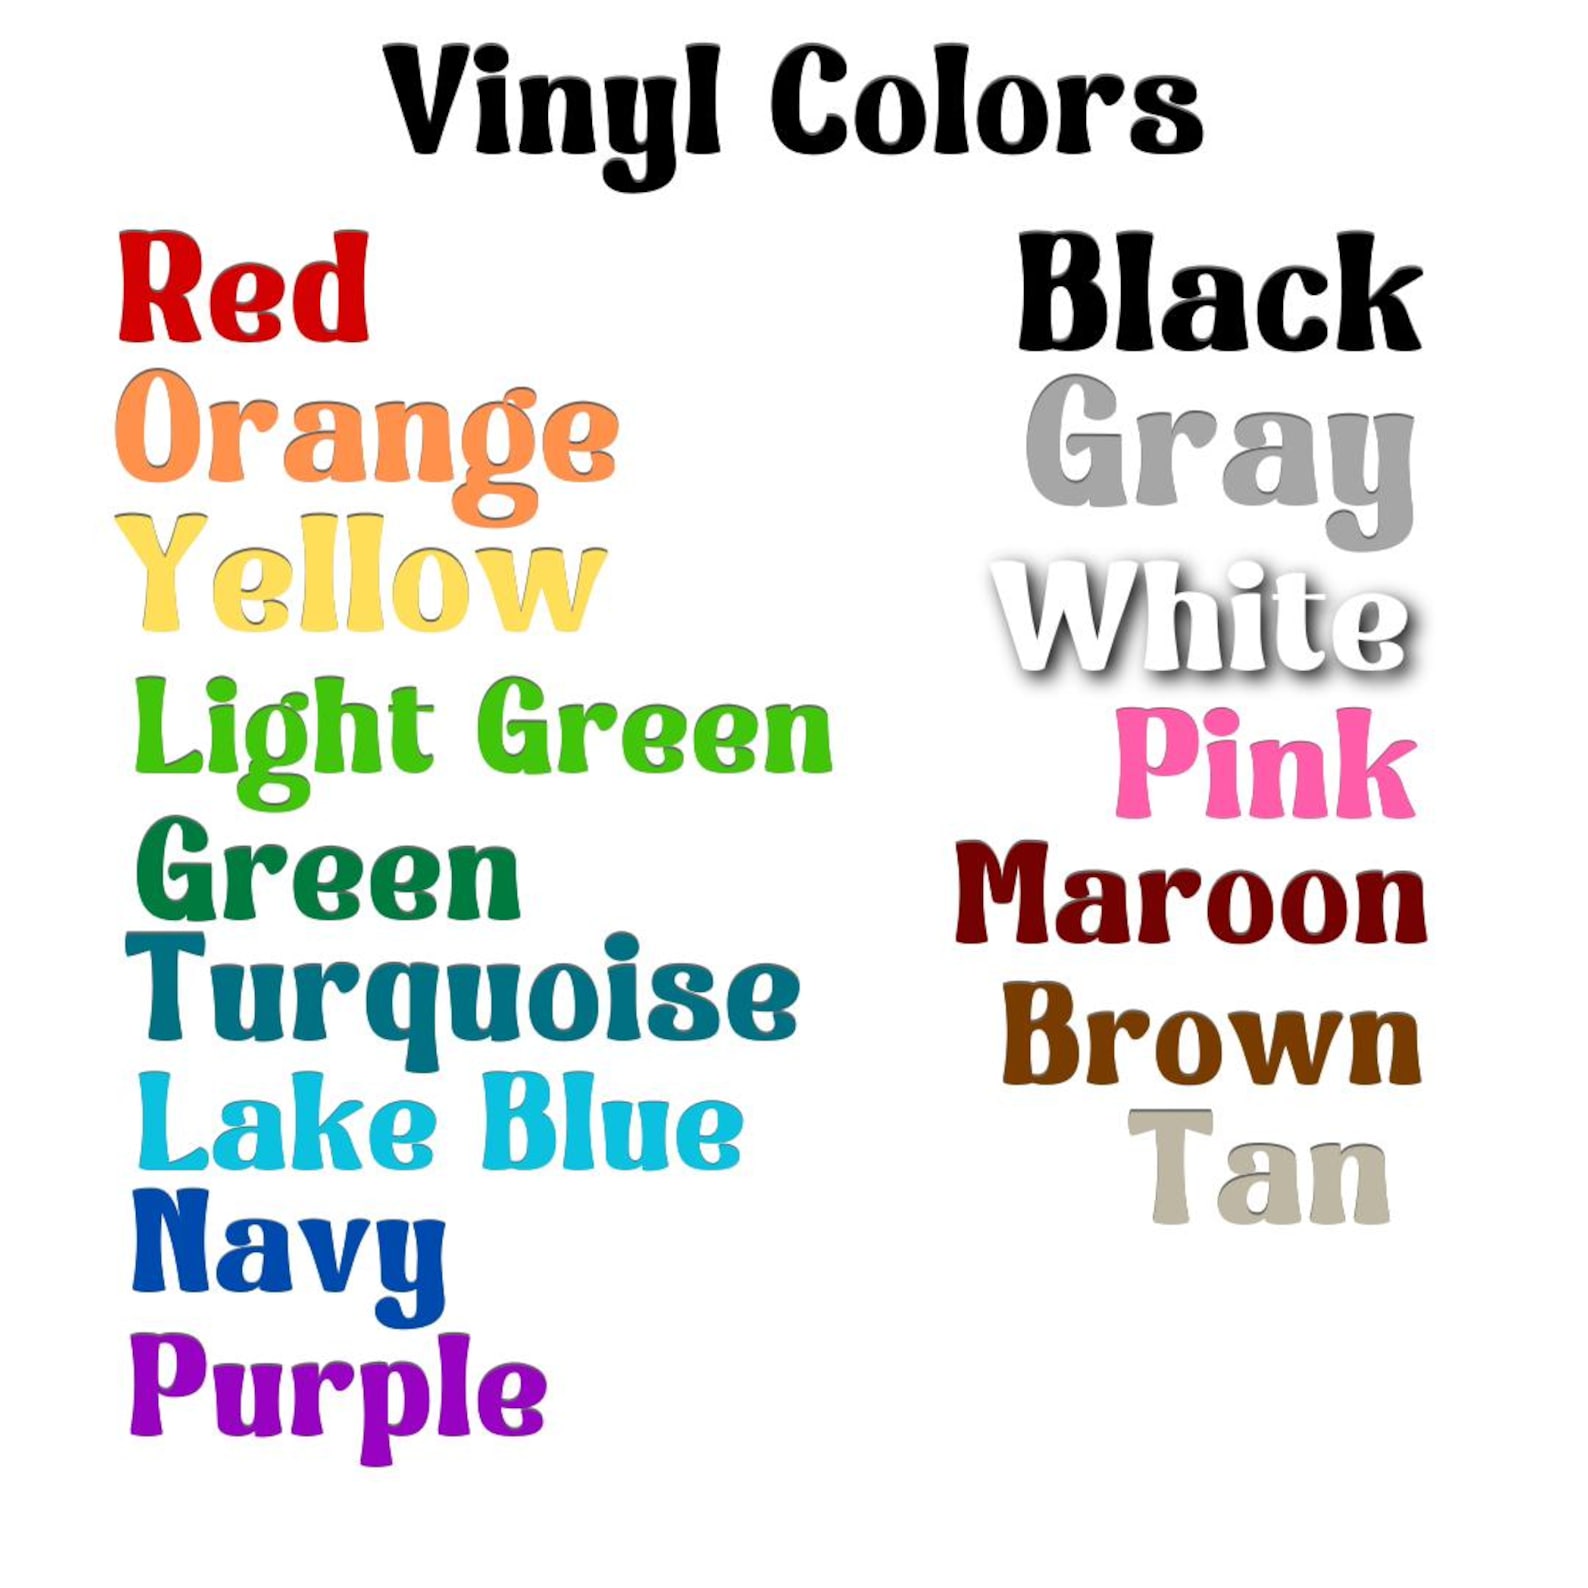 Vinyl Colors
Red
Orange
Yellow
Light Green
Green
Turquoise
Lake Blue
Navy
Purple
Black
Gray
White
Pink
Maroon
Brown
Tan